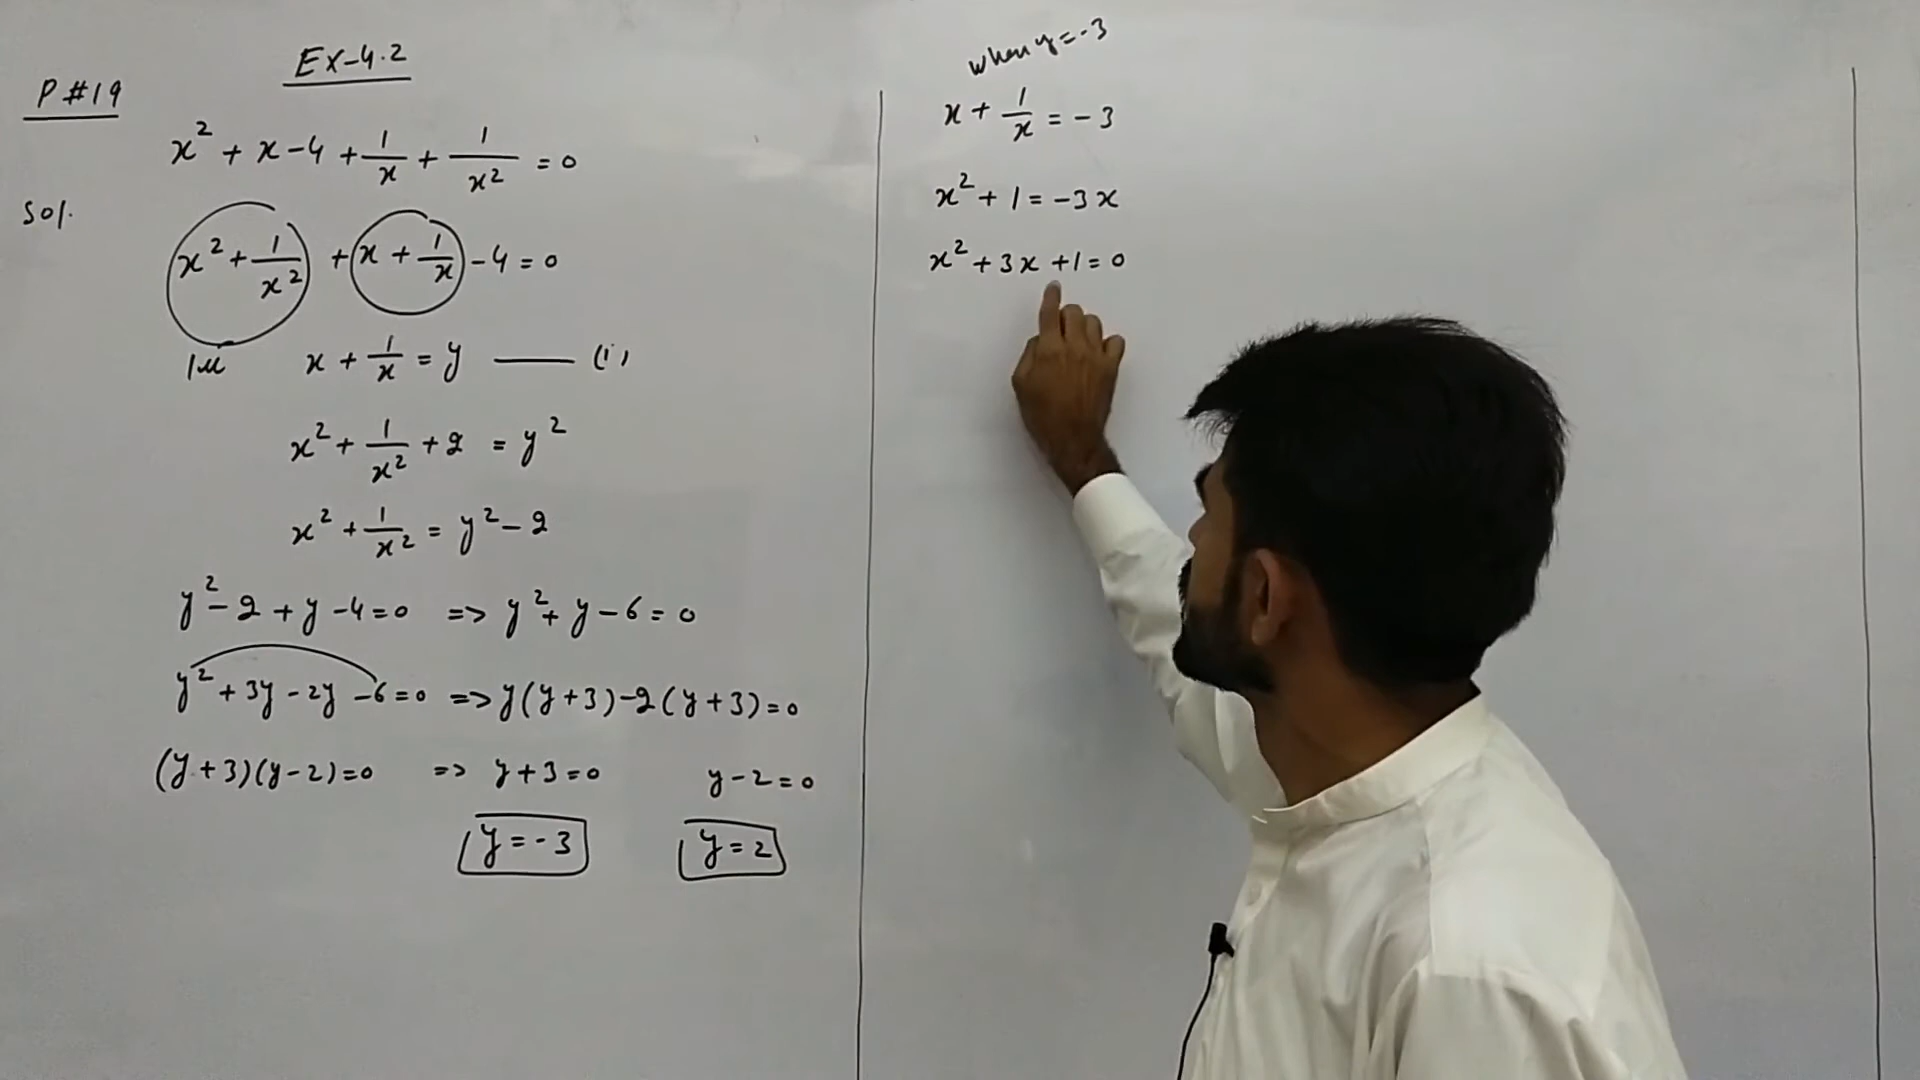 Ex-4.2
P #19
x² + x - 4 + 1/x + 1/x² = 0
Sol.
x² + 1/x² + x + 1/x - 4 = 0
x + 1/x = y —— (i)
x² + 1/x² + 2 = y²
x² + 1/x² = y² - 2
y² - 2 + y - 4 = 0 => y² + y - 6 = 0
y² + 3y - 2y - 6 = 0 => y(y + 3) - 2(y + 3) = 0
(y + 3)(y - 2) = 0 => y + 3 = 0 y - 2 = 0
y = -3 y = 2
when y = -3
x + 1/x = -3
x² + 1 = -3x
x² + 3x + 1 = 0